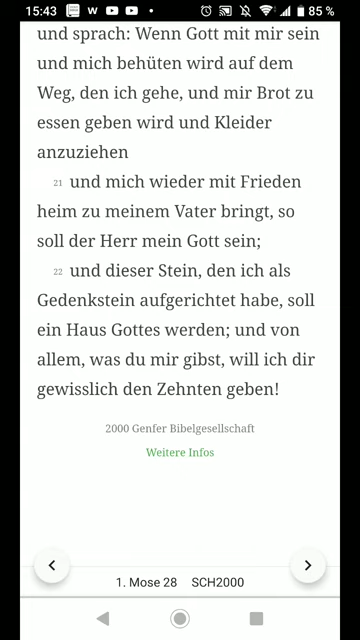 15:43 W 85 %
und sprach: Wenn Gott mit mir sein
und mich behüten wird auf dem
Weg, den ich gehe, und mir Brot zu
essen geben wird und Kleider
anzuziehen
21 und mich wieder mit Frieden
heim zu meinem Vater bringt, so
soll der Herr mein Gott sein;
22 und dieser Stein, den ich als
Gedenkstein aufgerichtet habe, soll
ein Haus Gottes werden; und von
allem, was du mir gibst, will ich dir
gewisslich den Zehnten geben!
2000 Genfer Bibelgesellschaft
Weitere Infos
1. Mose 28 SCH2000